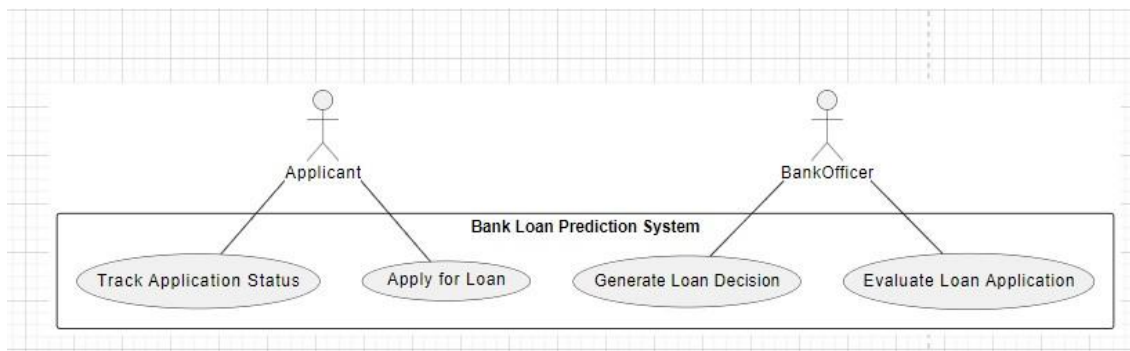 Applicant
BankOfficer
Bank Loan Prediction System
Track Application Status
Apply for Loan
Generate Loan Decision
Evaluate Loan Application